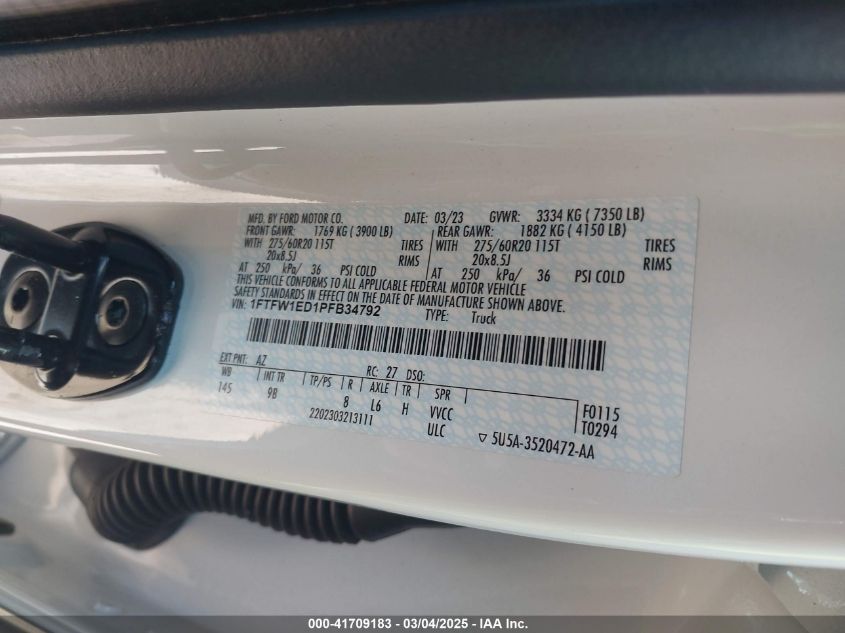 MFD. BY FORD MOTOR CO. DATE: 03/23 GVWR: 3334 KG ( 7350 LB)
FRONT GAWR: 1769 KG (3900 LB) REAR GAWR: 1882 KG ( 4150 LB)
WITH 275/60R20 115T TIRES WITH 275/60R20 115T TIRES
20x8.5J RIMS 20x8.5J RIMS
AT 250 kPa/ 36 PSI COLD AT 250 kPa/ 36 PSI COLD
THIS VEHICLE CONFORMS TO ALL APPLICABLE FEDERAL MOTOR VEHICLE
SAFETY STANDARDS IN EFFECT ON THE DATE OF MANUFACTURE SHOWN ABOVE.
VIN: 1FTFW1ED1PFB34792 TYPE: Truck
EXT PNT: AZ RC: 27 DSO:
WB INT TR TP/PS R AXLE TR SPR
145 9B 8 L6 H VVCC F0115
2202303213111 ULC T0294
5U5A-3520472-AA
000-41709183 - 03/04/2025 - IAA Inc.